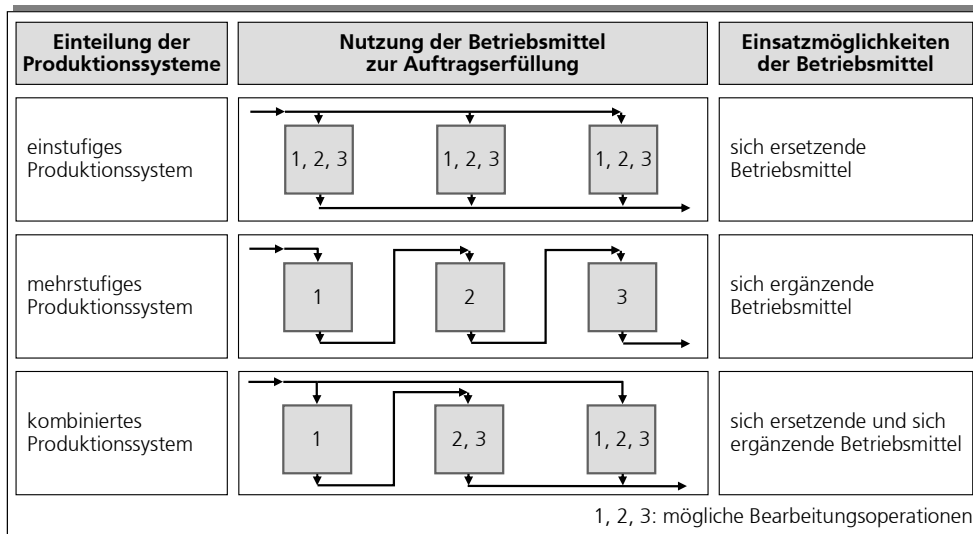 Einteilung der
Produktionssysteme
Nutzung der Betriebsmittel
zur Auftragserfüllung
Einsatzmöglichkeiten
der Betriebsmittel
einstufiges
Produktionssystem
1, 2, 3
1, 2, 3
1, 2, 3
sich ersetzende
Betriebsmittel
mehrstufiges
Produktionssystem
1
2
3
sich ergänzende
Betriebsmittel
kombiniertes
Produktionssystem
1
2, 3
1, 2, 3
sich ersetzende und sich
ergänzende Betriebsmittel
1, 2, 3: mögliche Bearbeitungsoperationen